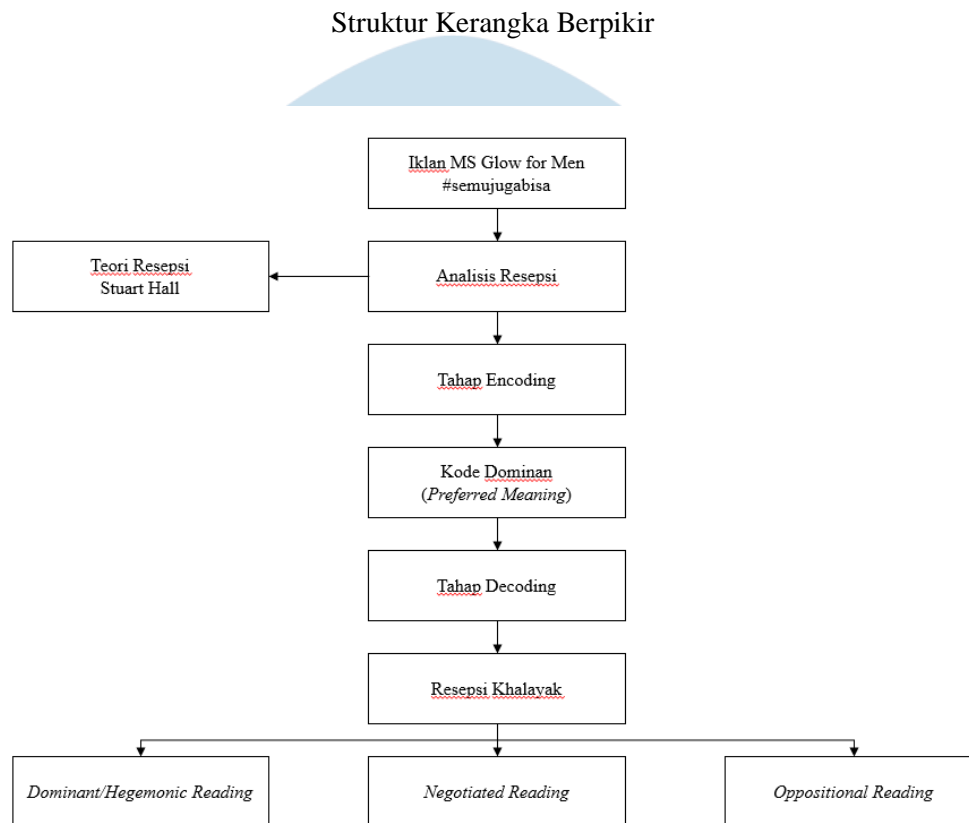 Struktur Kerangka Berpikir
Iklan MS Glow for Men
#semujugabisa
Teori Resepsi
Stuart Hall
Analisis Resepsi
Tahap Encoding
Kode Dominan
(Preferred Meaning)
Tahap Decoding
Resepsi Khalayak
Dominant/Hegemonic Reading
Negotiated Reading
Oppositional Reading